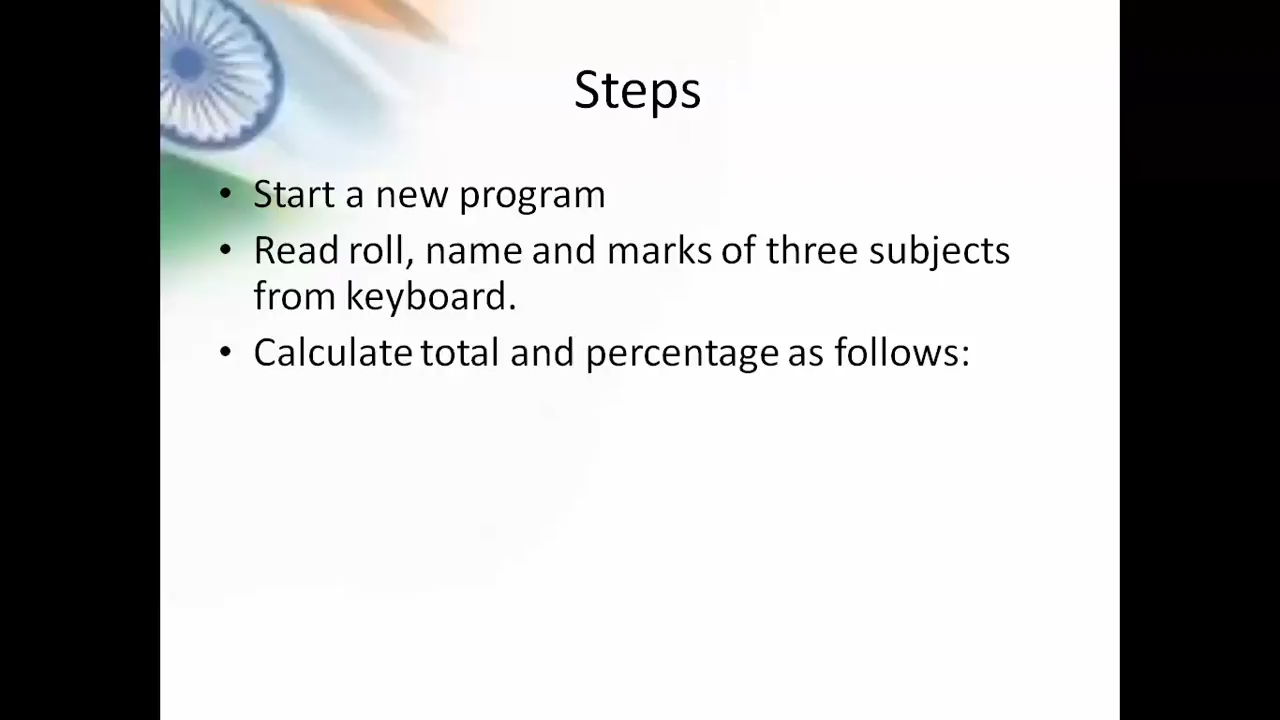 Steps
• Start a new program
• Read roll, name and marks of three subjects
from keyboard.
• Calculate total and percentage as follows: